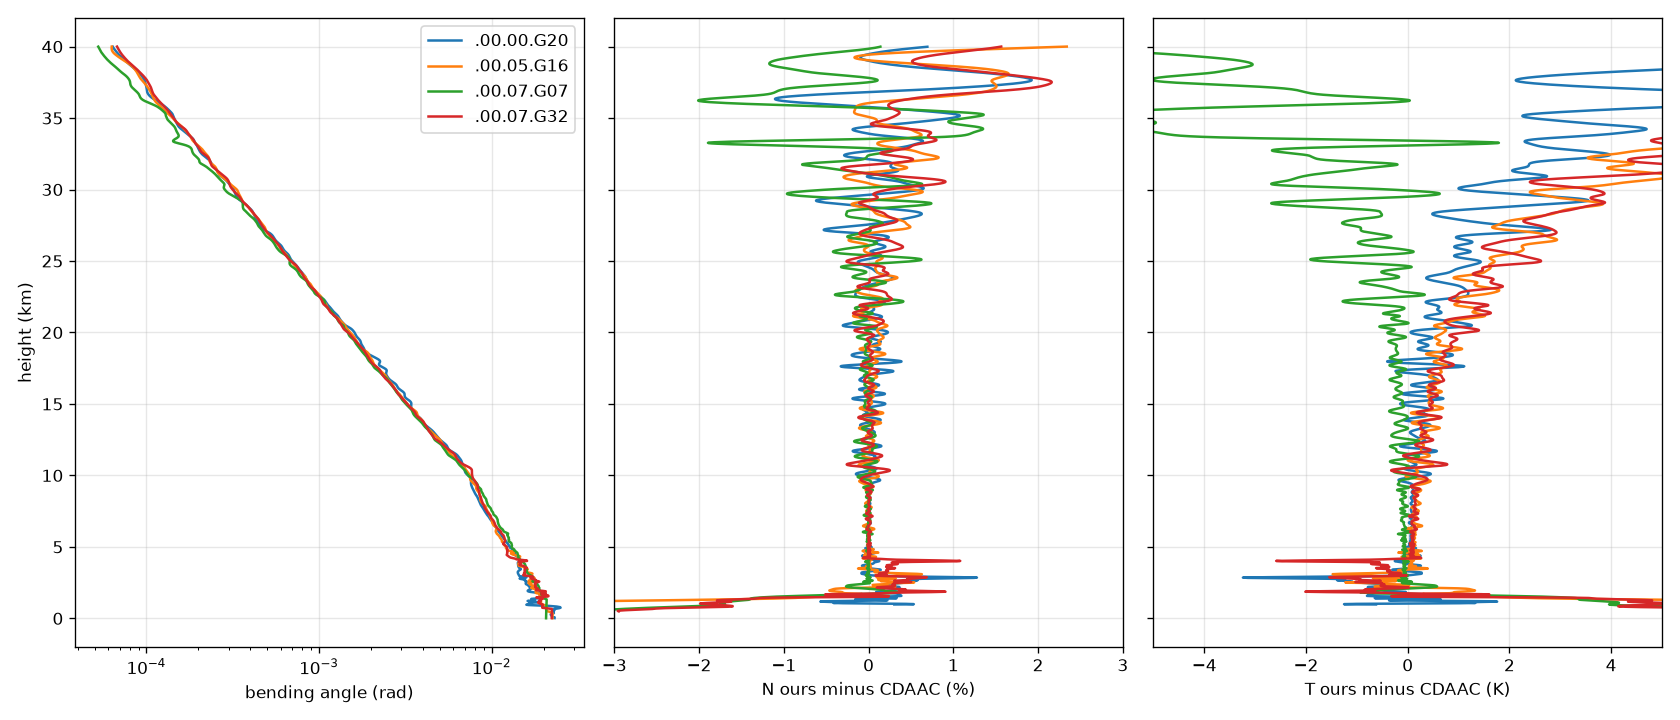 .00.00.G20
.00.05.G16
.00.07.G07
.00.07.G32
height (km)
40
35
30
25
20
15
10
5
0
10⁻⁴ 10⁻³ 10⁻²
bending angle (rad)
−3 −2 −1 0 1 2 3
N ours minus CDAAC (%)
−4 −2 0 2 4
T ours minus CDAAC (K)